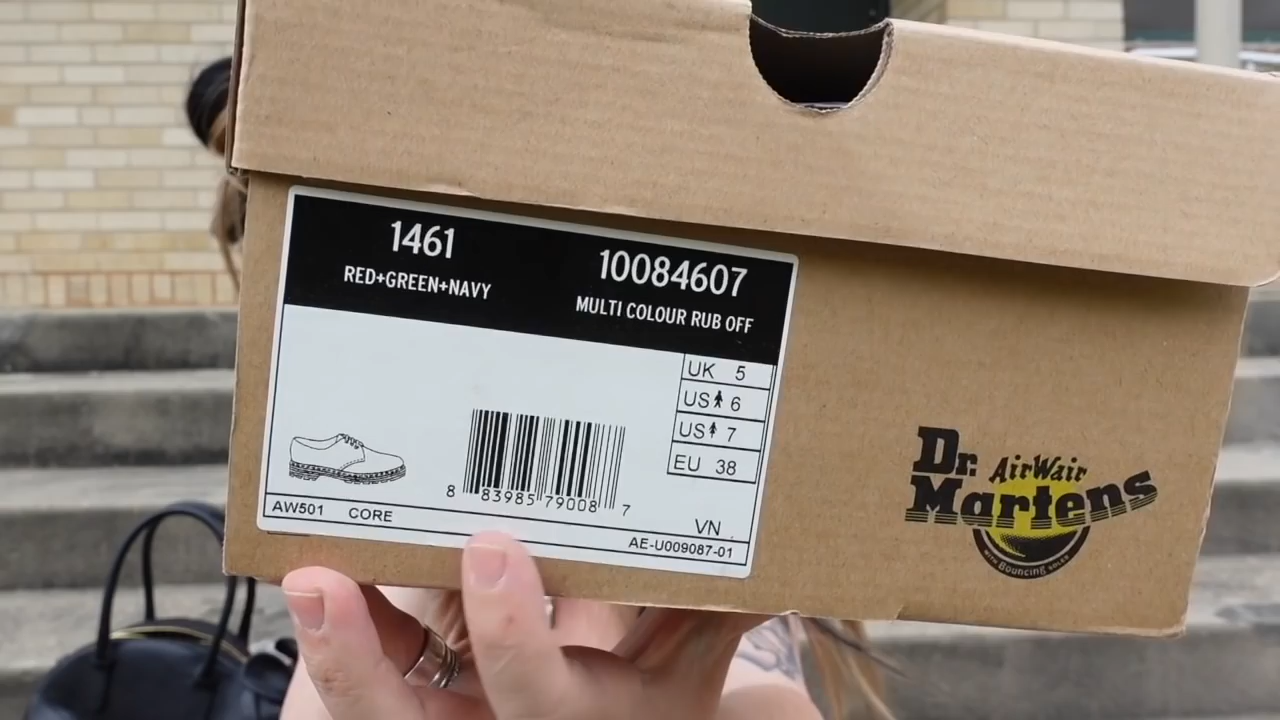 1461
RED+GREEN+NAVY
10084607
MULTI COLOUR RUB OFF
UK 5
US 6
US 7
EU 38
8 83985 79008 7
AW501 CORE
VN
AE-U009087-01
Dr.
AirWair
Martens
WITH Bouncing SOLES